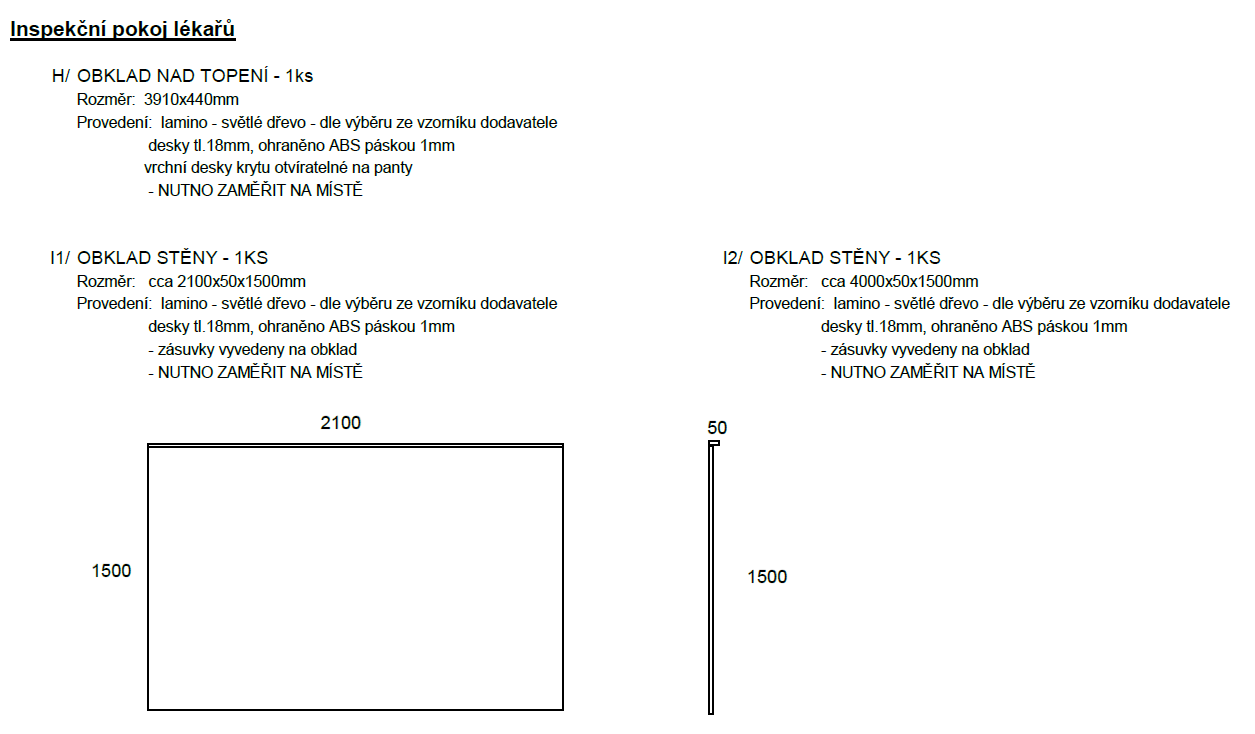 Inspekční pokoj lékařů
H/ OBKLAD NAD TOPENÍ - 1ks
Rozměr: 3910x440mm
Provedení: lamino - světlé dřevo - dle výběru ze vzorníku dodavatele
desky tl.18mm, ohraněno ABS páskou 1mm
vrchní desky krytu otvíratelné na panty
- NUTNO ZAMĚŘIT NA MÍSTĚ
I1/ OBKLAD STĚNY - 1KS
Rozměr: cca 2100x50x1500mm
Provedení: lamino - světlé dřevo - dle výběru ze vzorníku dodavatele
desky tl.18mm, ohraněno ABS páskou 1mm
- zásuvky vyvedeny na obklad
- NUTNO ZAMĚŘIT NA MÍSTĚ
2100
1500
I2/ OBKLAD STĚNY - 1KS
Rozměr: cca 4000x50x1500mm
Provedení: lamino - světlé dřevo - dle výběru ze vzorníku dodavatele
desky tl.18mm, ohraněno ABS páskou 1mm
- zásuvky vyvedeny na obklad
- NUTNO ZAMĚŘIT NA MÍSTĚ
50
1500